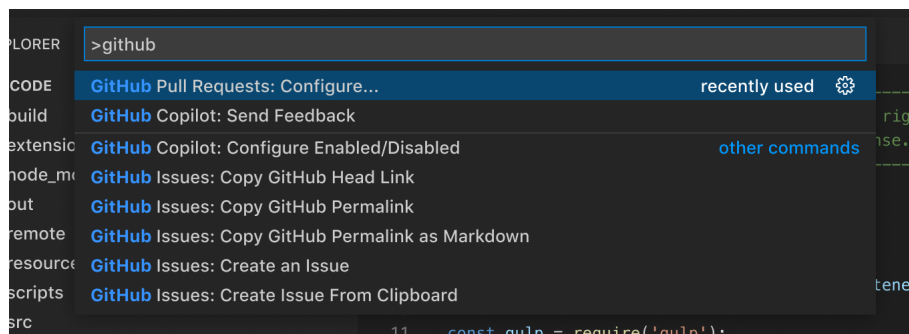 PLORER
>github
CODE
GitHub Pull Requests: Configure... recently used
build
GitHub Copilot: Send Feedback
rig
extensio
GitHub Copilot: Configure Enabled/Disabled other commands
nse.
node_mo
GitHub Issues: Copy GitHub Head Link
out
GitHub Issues: Copy GitHub Permalink
remote
GitHub Issues: Copy GitHub Permalink as Markdown
resource
GitHub Issues: Create an Issue
scripts
GitHub Issues: Create Issue From Clipboard
tene
src
11 const gulp = require('gulp');